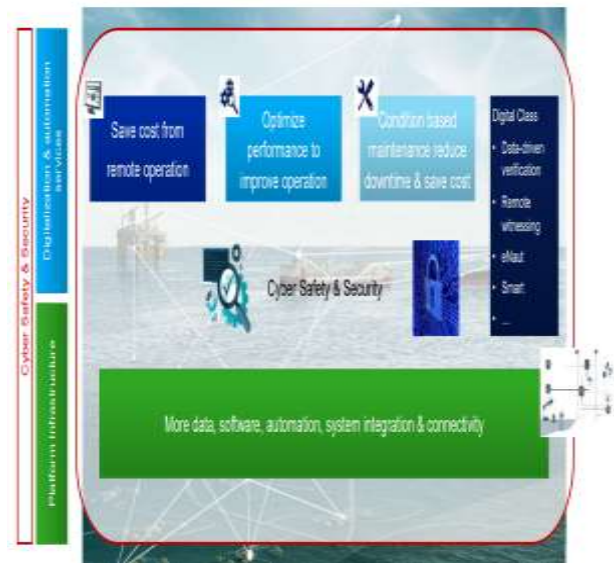 Cyber Safety & Security
Digitalization & automation
services
Platform Infrastructure
Save cost from
remote operation
Optimize
performance to
improve operation
Condition based
maintenance reduce
downtime & save cost
Digital Class
• Data-driven
verification
• Remote
witnessing
• eNaut
• Smart
• ...
Cyber Safety & Security
More data, software, automation, system integration & connectivity